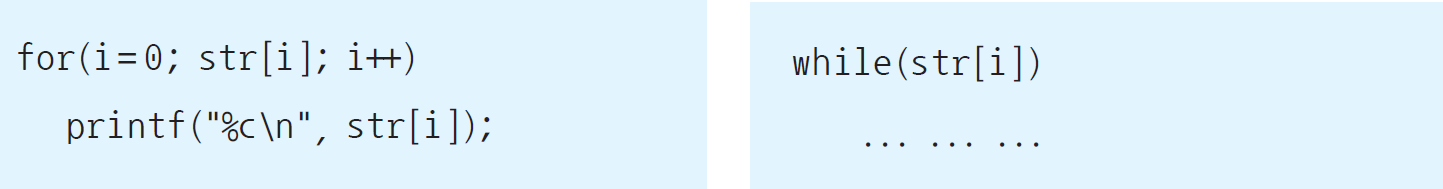 for(i=0; str[i]; i++)
printf("%c\n", str[i]);
while(str[i])
... ... ...